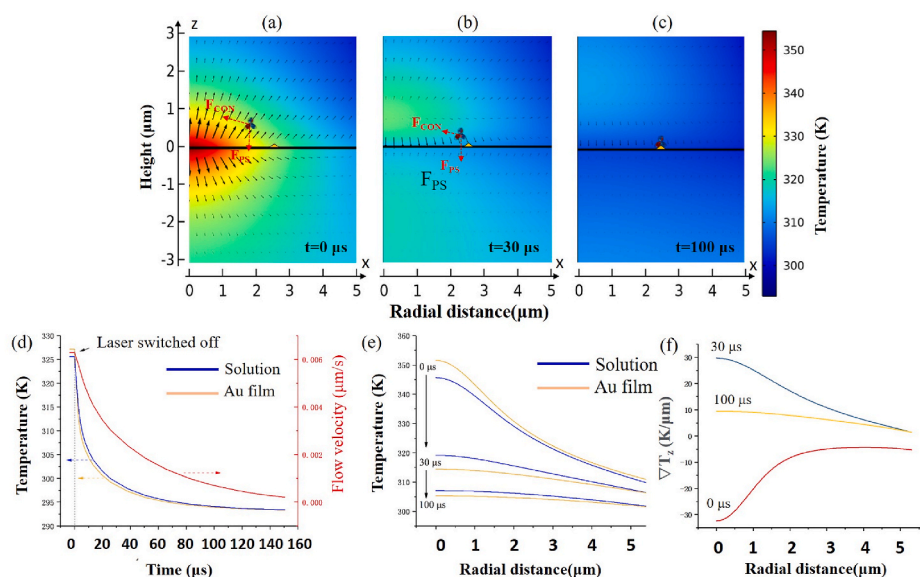 (a)
(b)
(c)
z
Height (μm)
3
2
1
0
-1
-2
-3
F_CON
F_PS
t=0 μs
F_CON
F_PS
F_PS
t=30 μs
t=100 μs
x
x
x
0 1 2 3 4 5
0 1 2 3 4 5
0 1 2 3 4 5
Radial distance(μm)
350
340
330
320
310
300
Temperature (K)
(d)
Laser switched off
Solution
Au film
Temperature (K)
330
325
320
315
310
305
300
295
290
0.006
0.004
0.002
0.000
Flow velocity (μm/s)
0 20 40 60 80 100 120 140 160
Time (μs)
(e)
Solution
Au film
0 μs
30 μs
100 μs
Temperature (K)
360
350
340
330
320
310
300
0 1 2 3 4 5
Radial distance(μm)
(f)
30 μs
100 μs
0 μs
∇T_z (K/μm)
30
20
10
0
-10
-20
-30
0 1 2 3 4 5
Radial distance(μm)